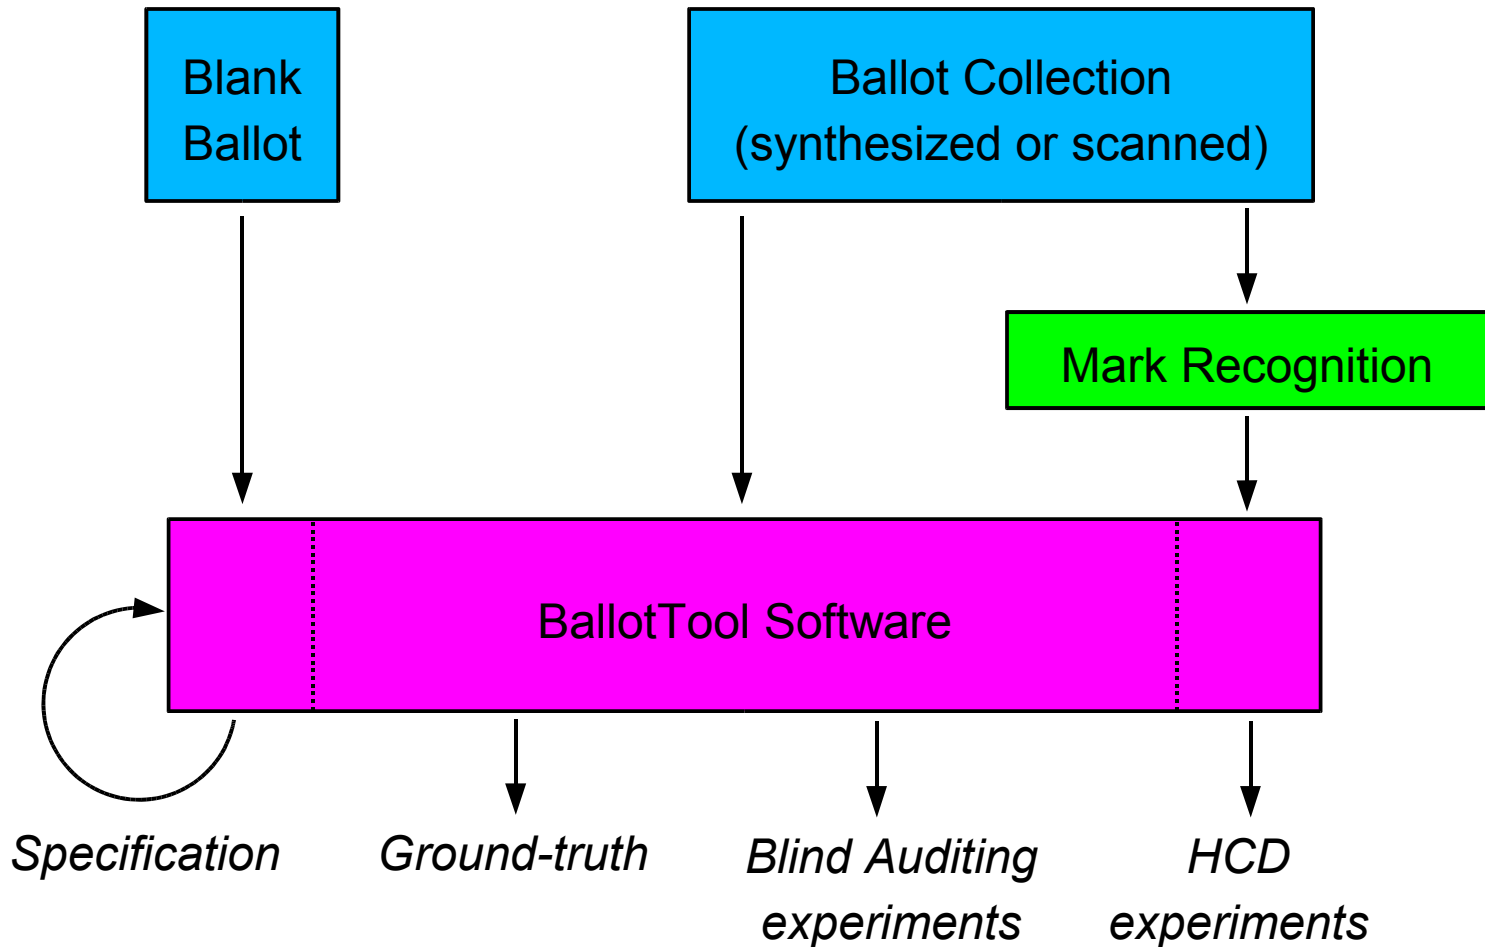 Blank
Ballot
Ballot Collection
(synthesized or scanned)
Mark Recognition
BallotTool Software
Specification
Ground-truth
Blind Auditing
experiments
HCD
experiments